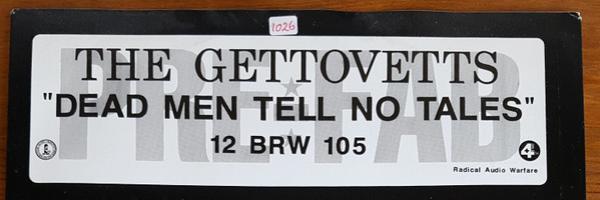 1026
THE GETTOVETTS
"DEAD MEN TELL NO TALES"
PRE★FAB
12 BRW 105
4
Radical Audio Warfare